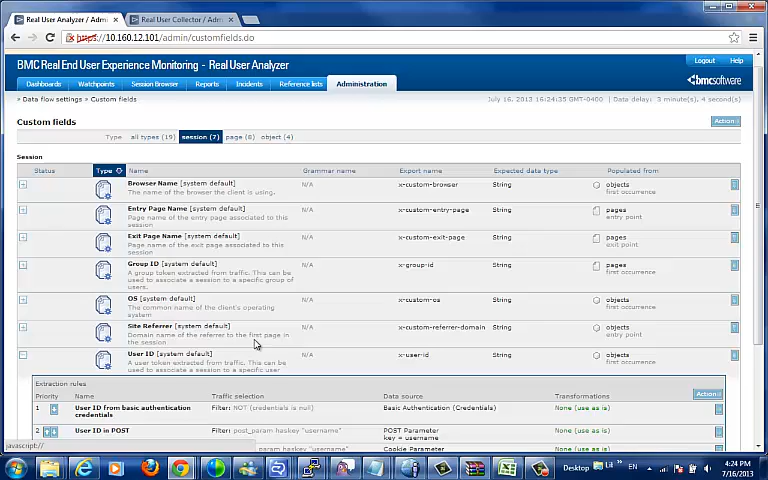 Real User Analyzer / Admi
Real User Collector / Admi
https://10.160.12.101/admin/customfields.do
BMC Real End User Experience Monitoring - Real User Analyzer
Logout
Help
Dashboards Watchpoints Session Browser Reports Incidents Reference lists Administration
bmcsoftware
> Data flow settings > Custom fields
July 16, 2013 16:24:35 GMT-0400 | Data delay: 3 minute(s), 4 second(s)
Custom fields
Action
Type all types (19) session (7) page (8) object (4)
Session
Status Type Name Grammar name Export name Expected data type Populated from
Browser Name [system default] N/A x-custom-browser String objects
The name of the browser the client is using. first occurrence
Entry Page Name [system default] N/A x-custom-entry-page String pages
Page name of the entry page associated to this entry point
session
Exit Page Name [system default] N/A x-custom-exit-page String pages
Page name of the exit page associated to this exit point
session
Group ID [system default] N/A x-group-id String pages
A group token extracted from traffic. This can first occurrence
be used to associate a session to a specific group of
users.
OS [system default] N/A x-custom-os String objects
The common name of the client's operating first occurrence
system
Site Referrer [system default] N/A x-custom-referrer-domain String objects
Domain name of the referrer to the first page in entry point
the session
User ID [system default] N/A x-user-id String objects
A user token extracted from traffic. This can be first occurrence
used to associate a session to a specific user
Extraction rules
Action
Priority Name Traffic selection Data source Transformations
1 User ID from basic authentication Filter: NOT (credentials is null) Basic Authentication (Credentials) None (use as is)
credentials
2 User ID in POST Filter: post_param haskey "username" POST Parameter None (use as is)
key = username
param haskey "username" Cookie Parameter None (use as is)
javascript://
Desktop
EN
4:24 PM
7/16/2013